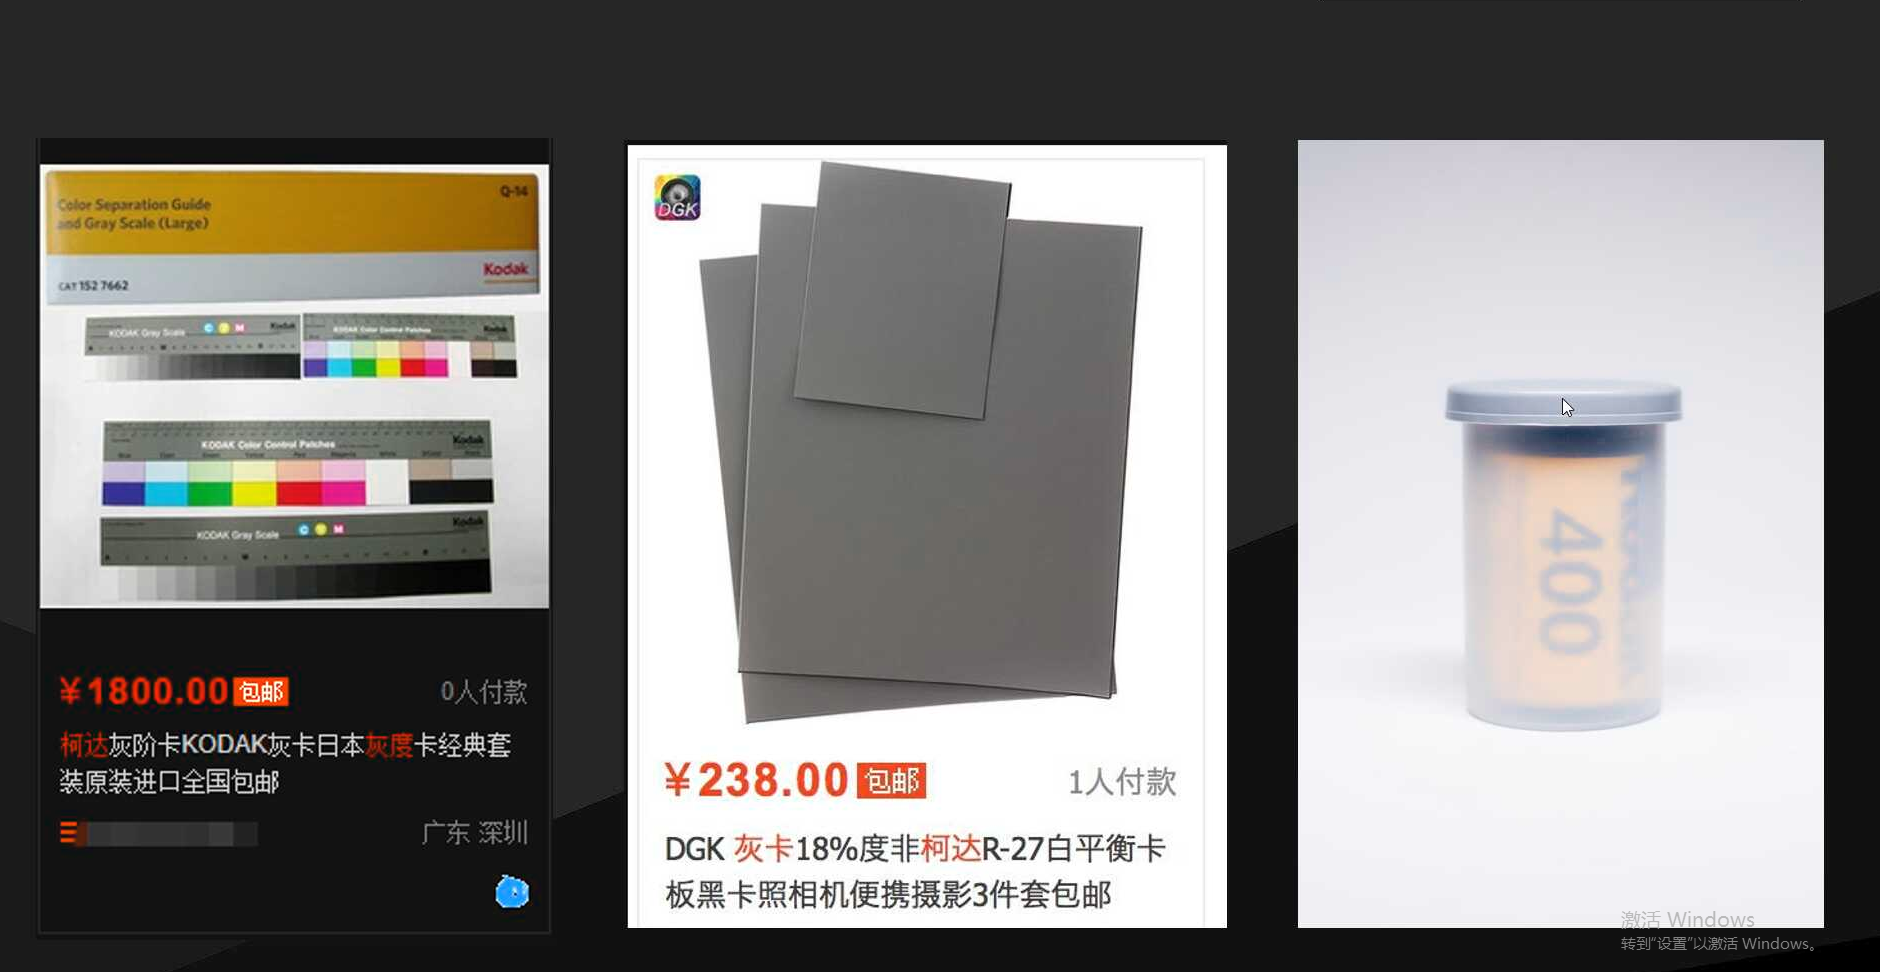 Color Separation Guide
and Gray Scale (Large)
Q-14
Kodak
CAT 152 7662
KODAK Gray Scale
C Y M
Kodak
KODAK Color Control Patches
Kodak
KODAK Color Control Patches
Kodak
KODAK Gray Scale
C Y M
Kodak
¥1800.00 包邮
0人付款
柯达灰阶卡KODAK灰卡日本灰度卡经典套
装原装进口全国包邮
广东 深圳
DGK
¥238.00 包邮
1人付款
DGK 灰卡18%度非柯达R-27白平衡卡
板黑卡照相机便携摄影3件套包邮
400
Kodak
激活 Windows
转到"设置"以激活 Windows。